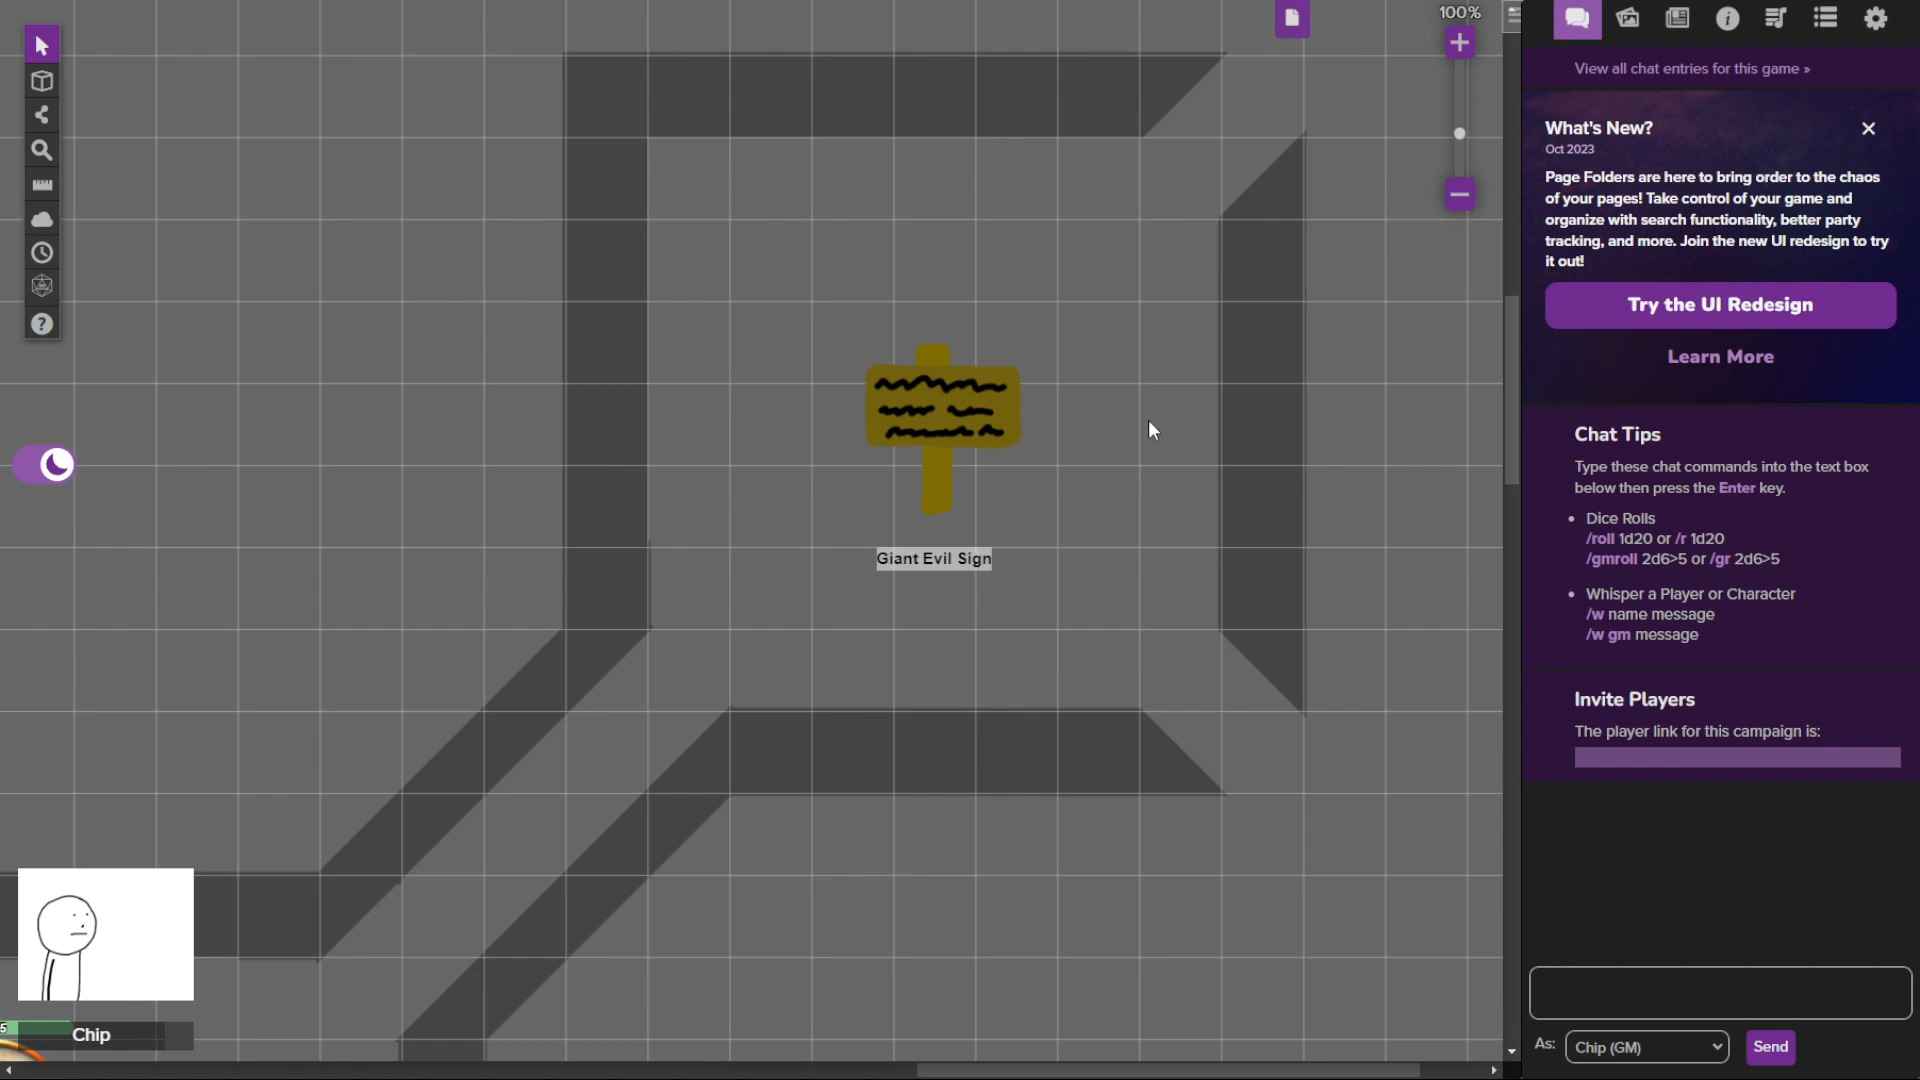 100%
View all chat entries for this game »
What's New?
Oct 2023
Page Folders are here to bring order to the chaos
of your pages! Take control of your game and
organize with search functionality, better party
tracking, and more. Join the new UI redesign to try
it out!
Try the UI Redesign
Learn More
Chat Tips
Type these chat commands into the text box
below then press the Enter key.
• Dice Rolls
/roll 1d20 or /r 1d20
/gmroll 2d6>5 or /gr 2d6>5
• Whisper a Player or Character
/w name message
/w gm message
Invite Players
The player link for this campaign is:
Giant Evil Sign
5
Chip
As:
Chip (GM)
Send